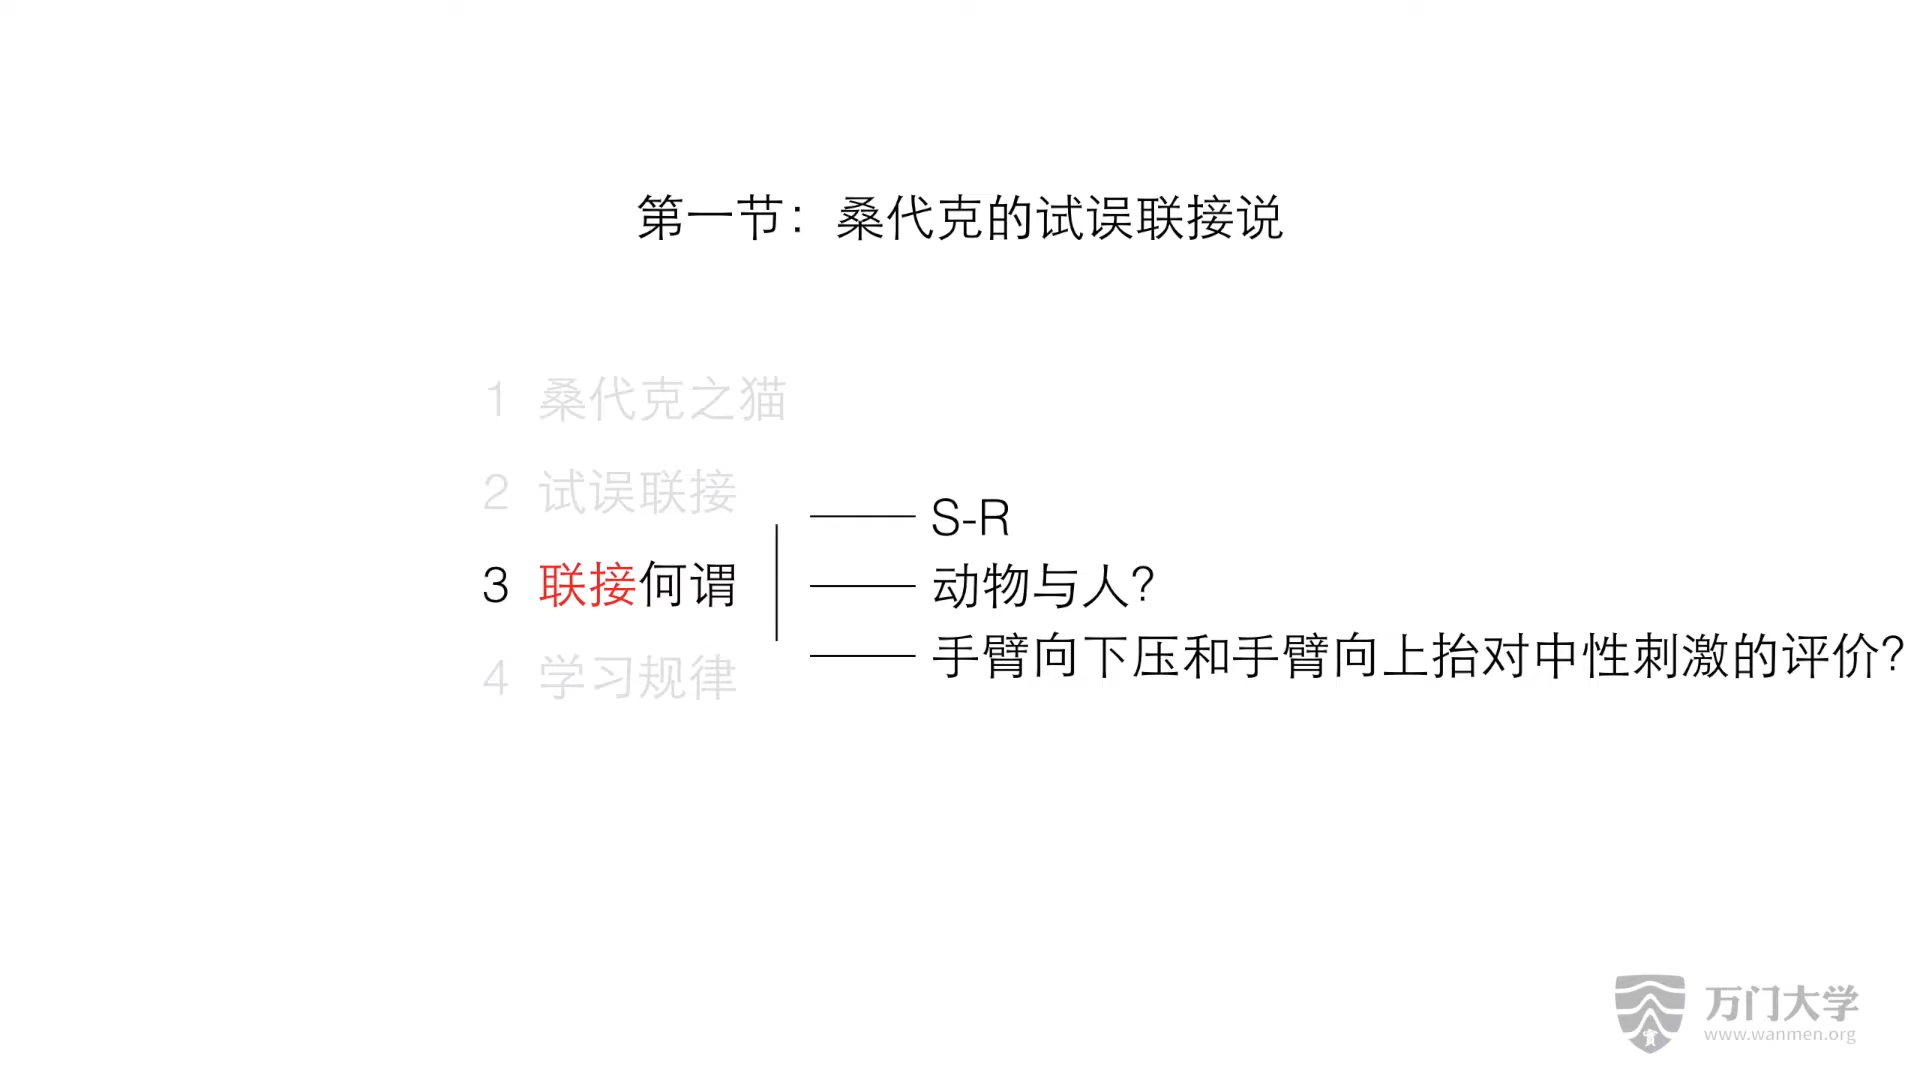 第一节：桑代克的试误联接说
1 桑代克之猫
2 试误联接
3 联接何谓
4 学习规律
S-R
动物与人？
手臂向下压和手臂向上抬对中性刺激的评价？
万门大学
www.wanmen.org